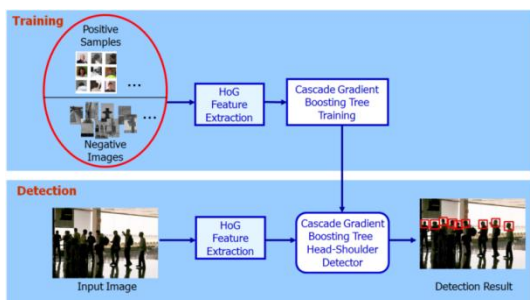 Training
Positive
Samples
...
...
Negative
Images
HoG
Feature
Extraction
Cascade Gradient
Boosting Tree
Training
Detection
Input Image
HoG
Feature
Extraction
Cascade Gradient
Boosting Tree
Head-Shoulder
Detector
Detection Result